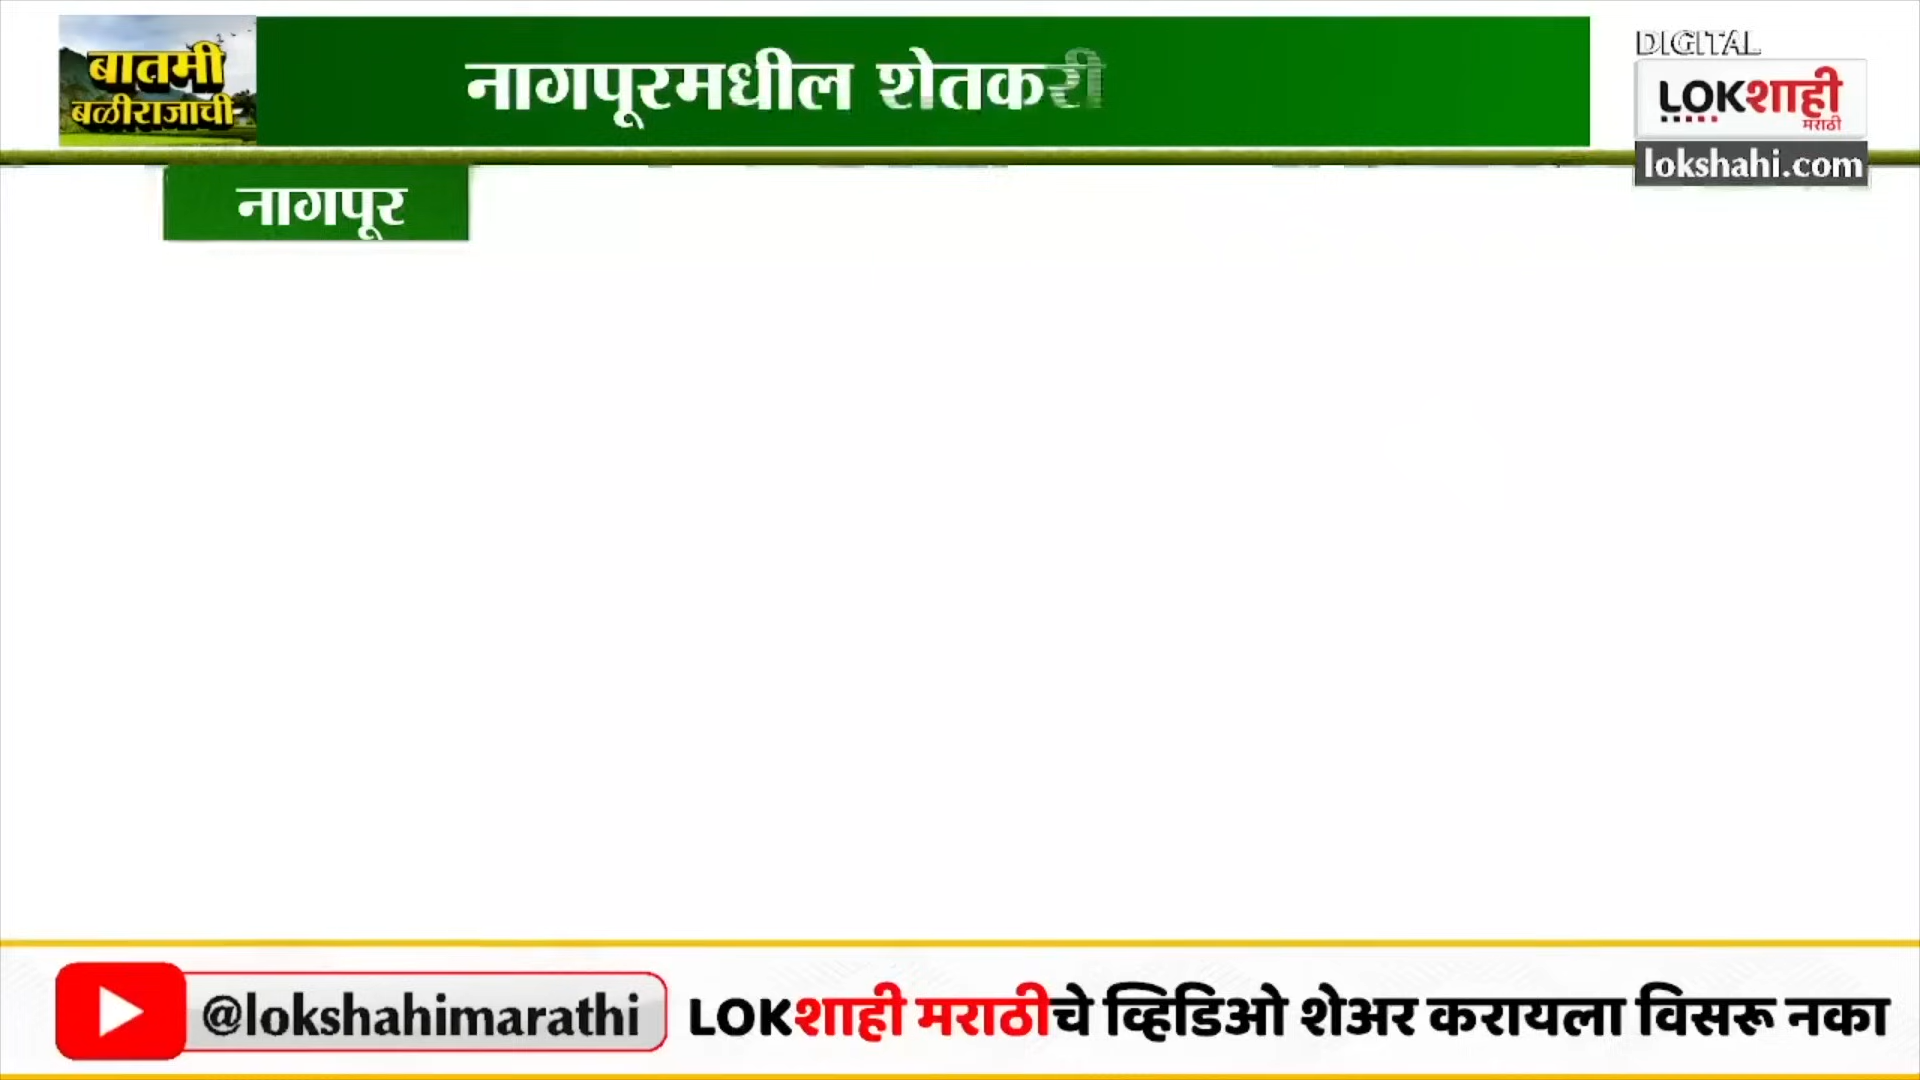 बातमी
बळीराजाची
नागपूरमधील शेतकरी
DIGITAL
LOKशाही
मराठी
lokshahi.com
नागपूर
@lokshahimarathi
LOKशाही मराठीचे व्हिडिओ शेअर करायला विसरू नका